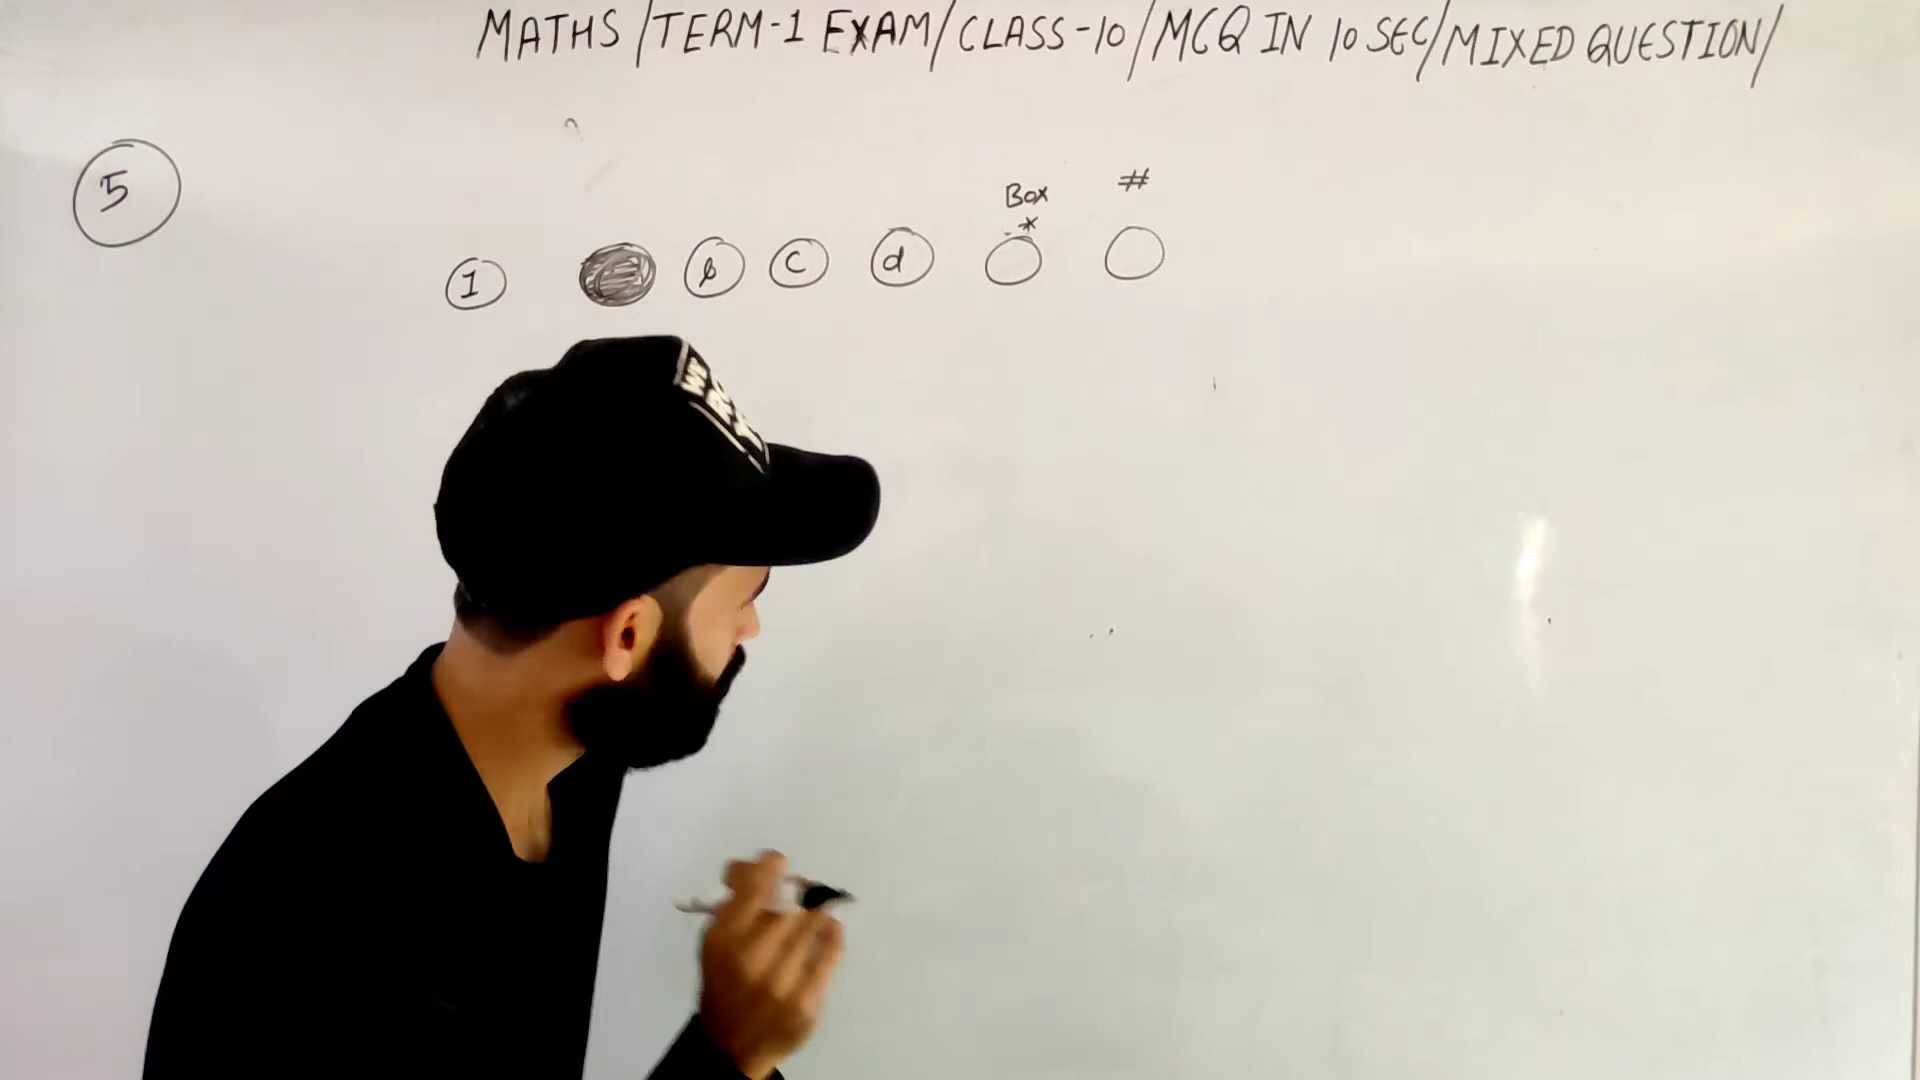 MATHS /TERM-1 EXAM/CLASS-10/MCQ IN 10 SEC/MIXED QUESTION/
5
Box #
*
1 b c d